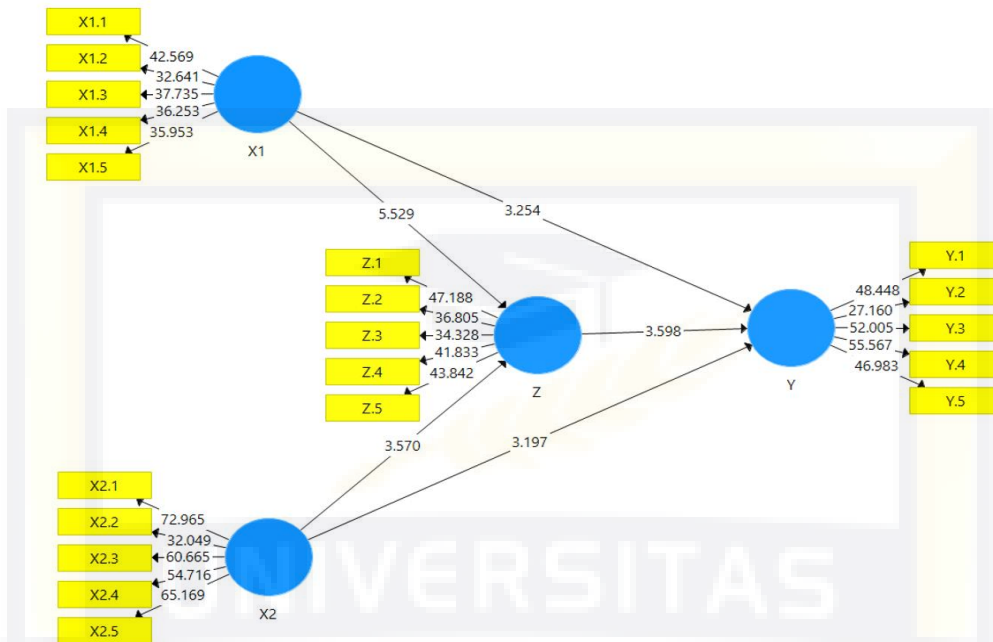 X1.1
42.569
X1.2
32.641
X1.3
37.735
X1.4
36.253
X1.5
35.953
X1
5.529
3.254
Z.1
47.188
Z.2
36.805
Z.3
34.328
Z.4
41.833
Z.5
43.842
Z
3.598
Y.1
48.448
Y.2
27.160
Y.3
52.005
Y.4
55.567
Y.5
46.983
Y
3.570
3.197
X2.1
72.965
X2.2
32.049
X2.3
60.665
X2.4
54.716
X2.5
65.169
X2
UNIVERSITAS